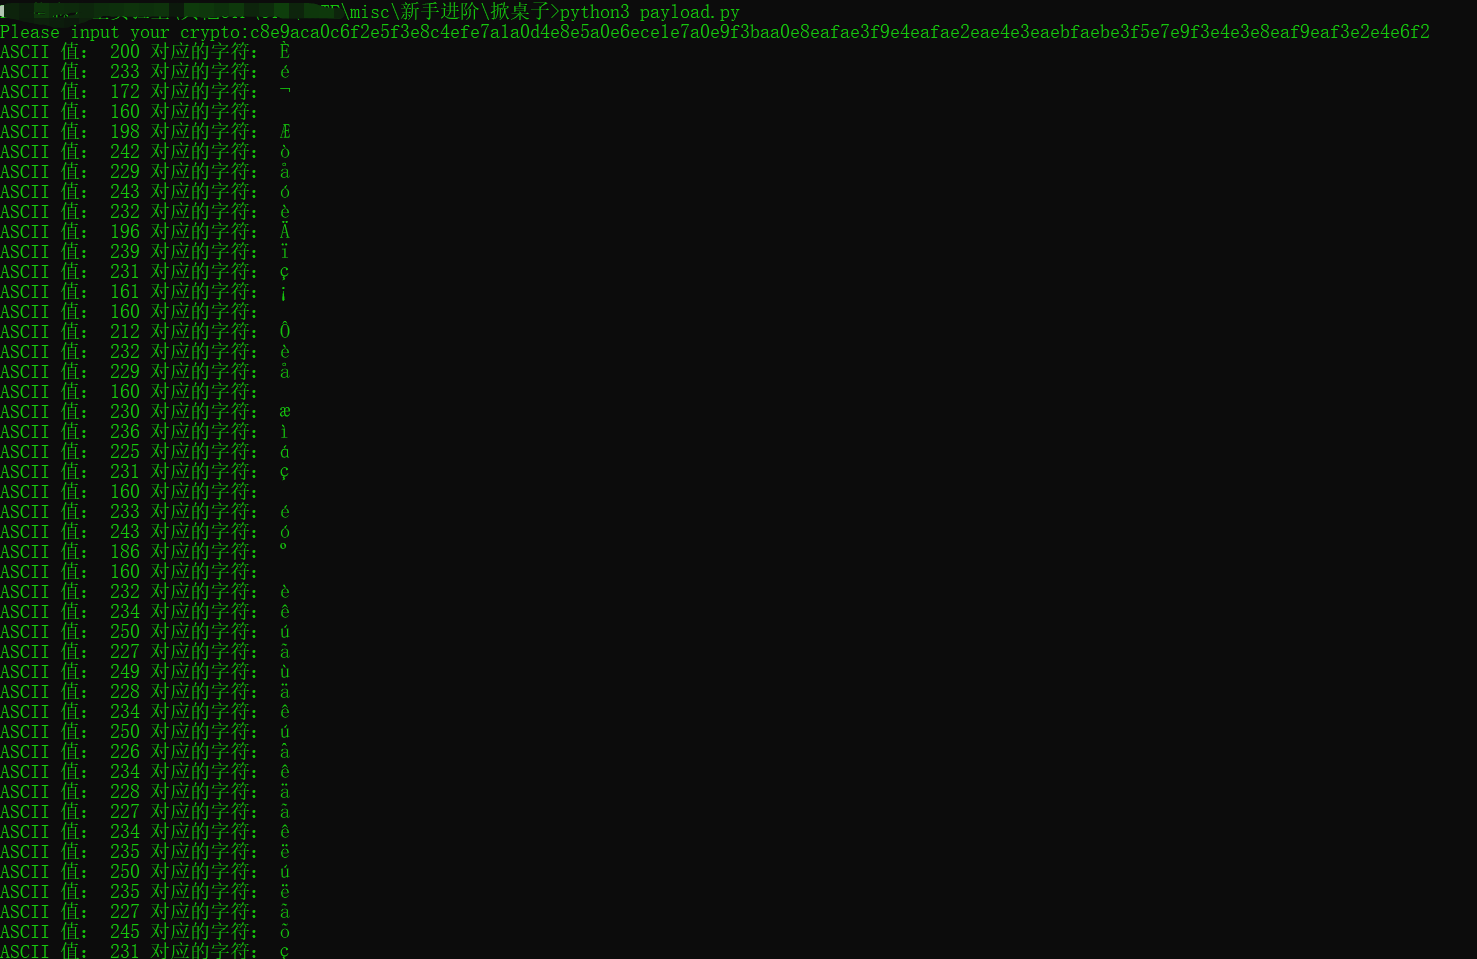 \misc\新手进阶\掀桌子>python3 payload.py
Please input your crypto:c8e9aca0c6f2e5f3e8c4efe7a1a0d4e8e5a0e6ece1e7a0e9f3baa0e8eafae3f9e4eafae2eae4e3eaebfaebe3f5e7e9f3e4e3e8eaf9eaf3e2e4e6f2
ASCII 值： 200 对应的字符： È
ASCII 值： 233 对应的字符： é
ASCII 值： 172 对应的字符： ¬
ASCII 值： 160 对应的字符：
ASCII 值： 198 对应的字符： Æ
ASCII 值： 242 对应的字符： ò
ASCII 值： 229 对应的字符： å
ASCII 值： 243 对应的字符： ó
ASCII 值： 232 对应的字符： è
ASCII 值： 196 对应的字符： Ä
ASCII 值： 239 对应的字符： ï
ASCII 值： 231 对应的字符： ç
ASCII 值： 161 对应的字符： ¡
ASCII 值： 160 对应的字符：
ASCII 值： 212 对应的字符： Ô
ASCII 值： 232 对应的字符： è
ASCII 值： 229 对应的字符： å
ASCII 值： 160 对应的字符：
ASCII 值： 230 对应的字符： æ
ASCII 值： 236 对应的字符： ì
ASCII 值： 225 对应的字符： á
ASCII 值： 231 对应的字符： ç
ASCII 值： 160 对应的字符：
ASCII 值： 233 对应的字符： é
ASCII 值： 243 对应的字符： ó
ASCII 值： 186 对应的字符： º
ASCII 值： 160 对应的字符：
ASCII 值： 232 对应的字符： è
ASCII 值： 234 对应的字符： ê
ASCII 值： 250 对应的字符： ú
ASCII 值： 227 对应的字符： ã
ASCII 值： 249 对应的字符： ù
ASCII 值： 228 对应的字符： ä
ASCII 值： 234 对应的字符： ê
ASCII 值： 250 对应的字符： ú
ASCII 值： 226 对应的字符： â
ASCII 值： 234 对应的字符： ê
ASCII 值： 228 对应的字符： ä
ASCII 值： 227 对应的字符： ã
ASCII 值： 234 对应的字符： ê
ASCII 值： 235 对应的字符： ë
ASCII 值： 250 对应的字符： ú
ASCII 值： 235 对应的字符： ë
ASCII 值： 227 对应的字符： ã
ASCII 值： 245 对应的字符： õ
ASCII 值： 231 对应的字符： ç